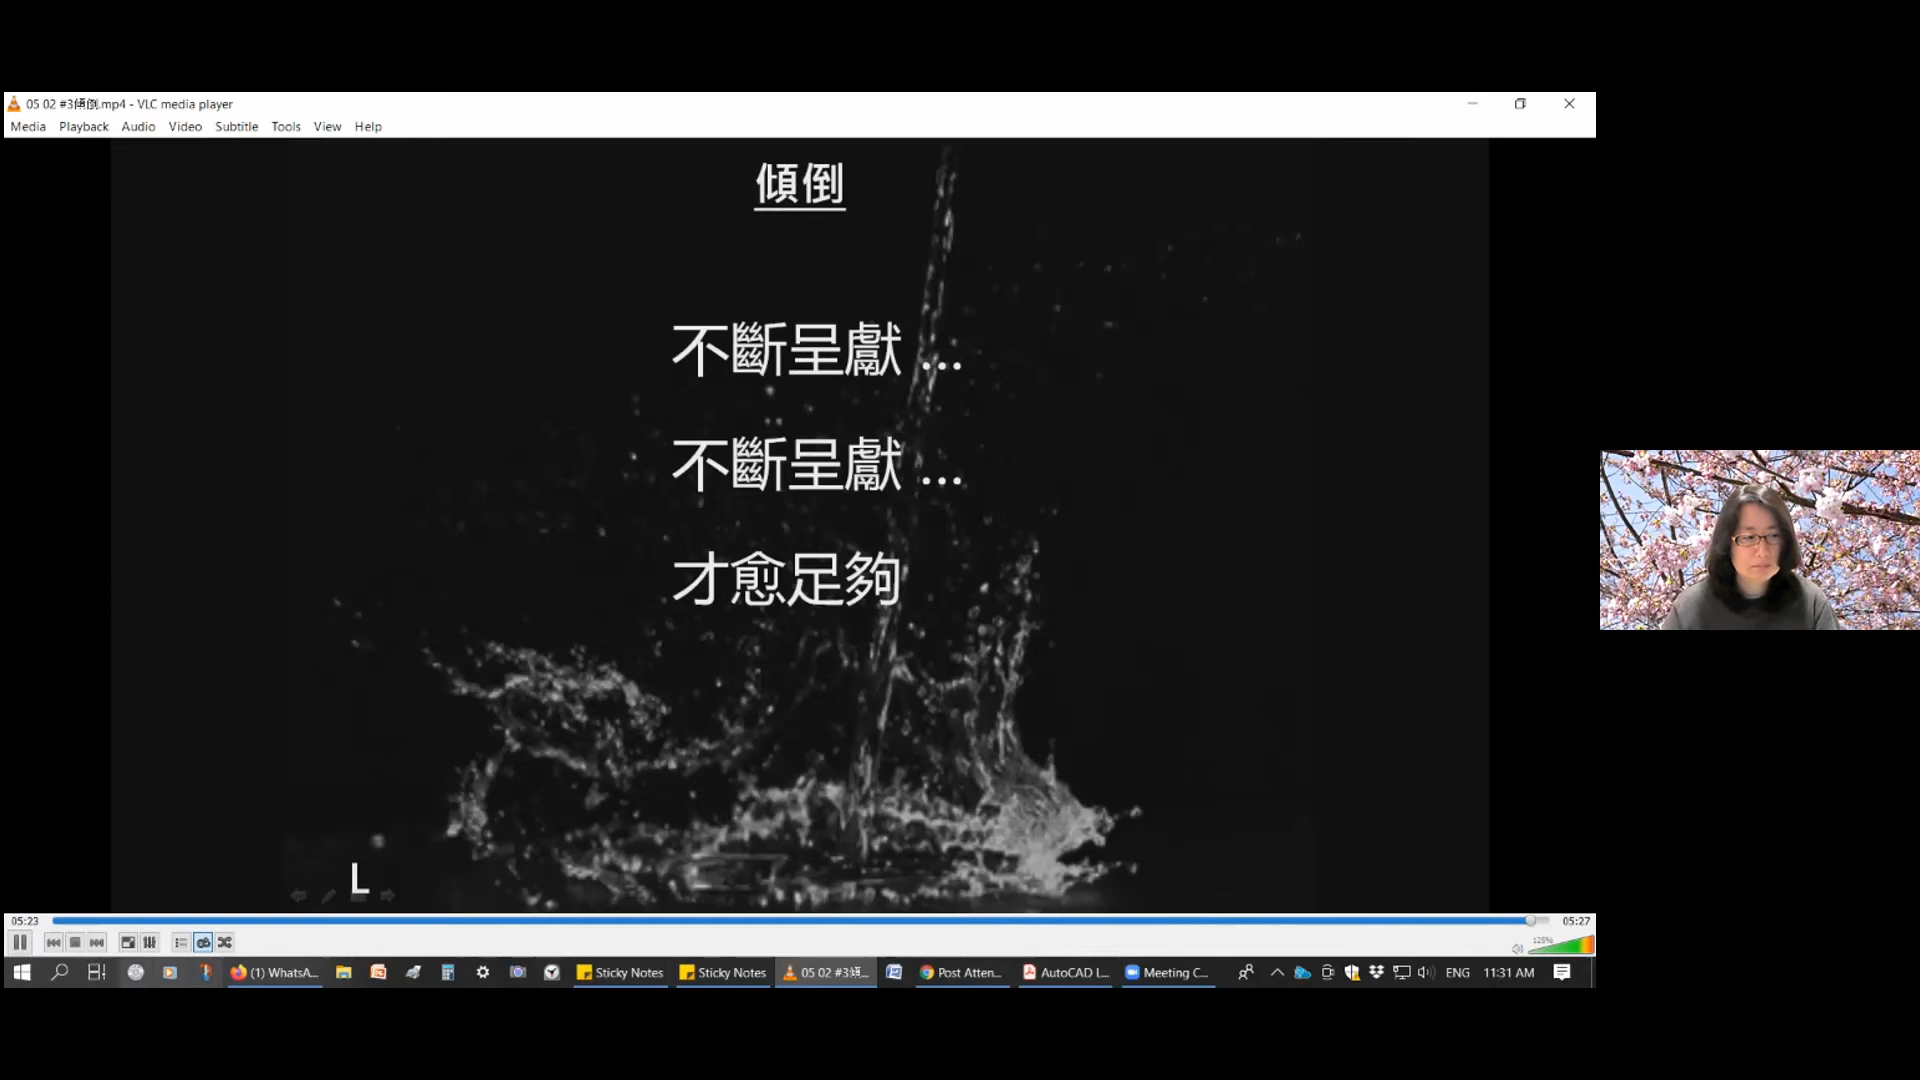 05 02 #3傾倒.mp4 - VLC media player
Media Playback Audio Video Subtitle Tools View Help
傾倒
不斷呈獻 ...
不斷呈獻 ...
才愈足夠
L
05:23 05:27
125%
(1) WhatsA... Sticky Notes Sticky Notes 05 02 #3傾... Post Atten... AutoCAD L... Meeting C... ENG 11:31 AM